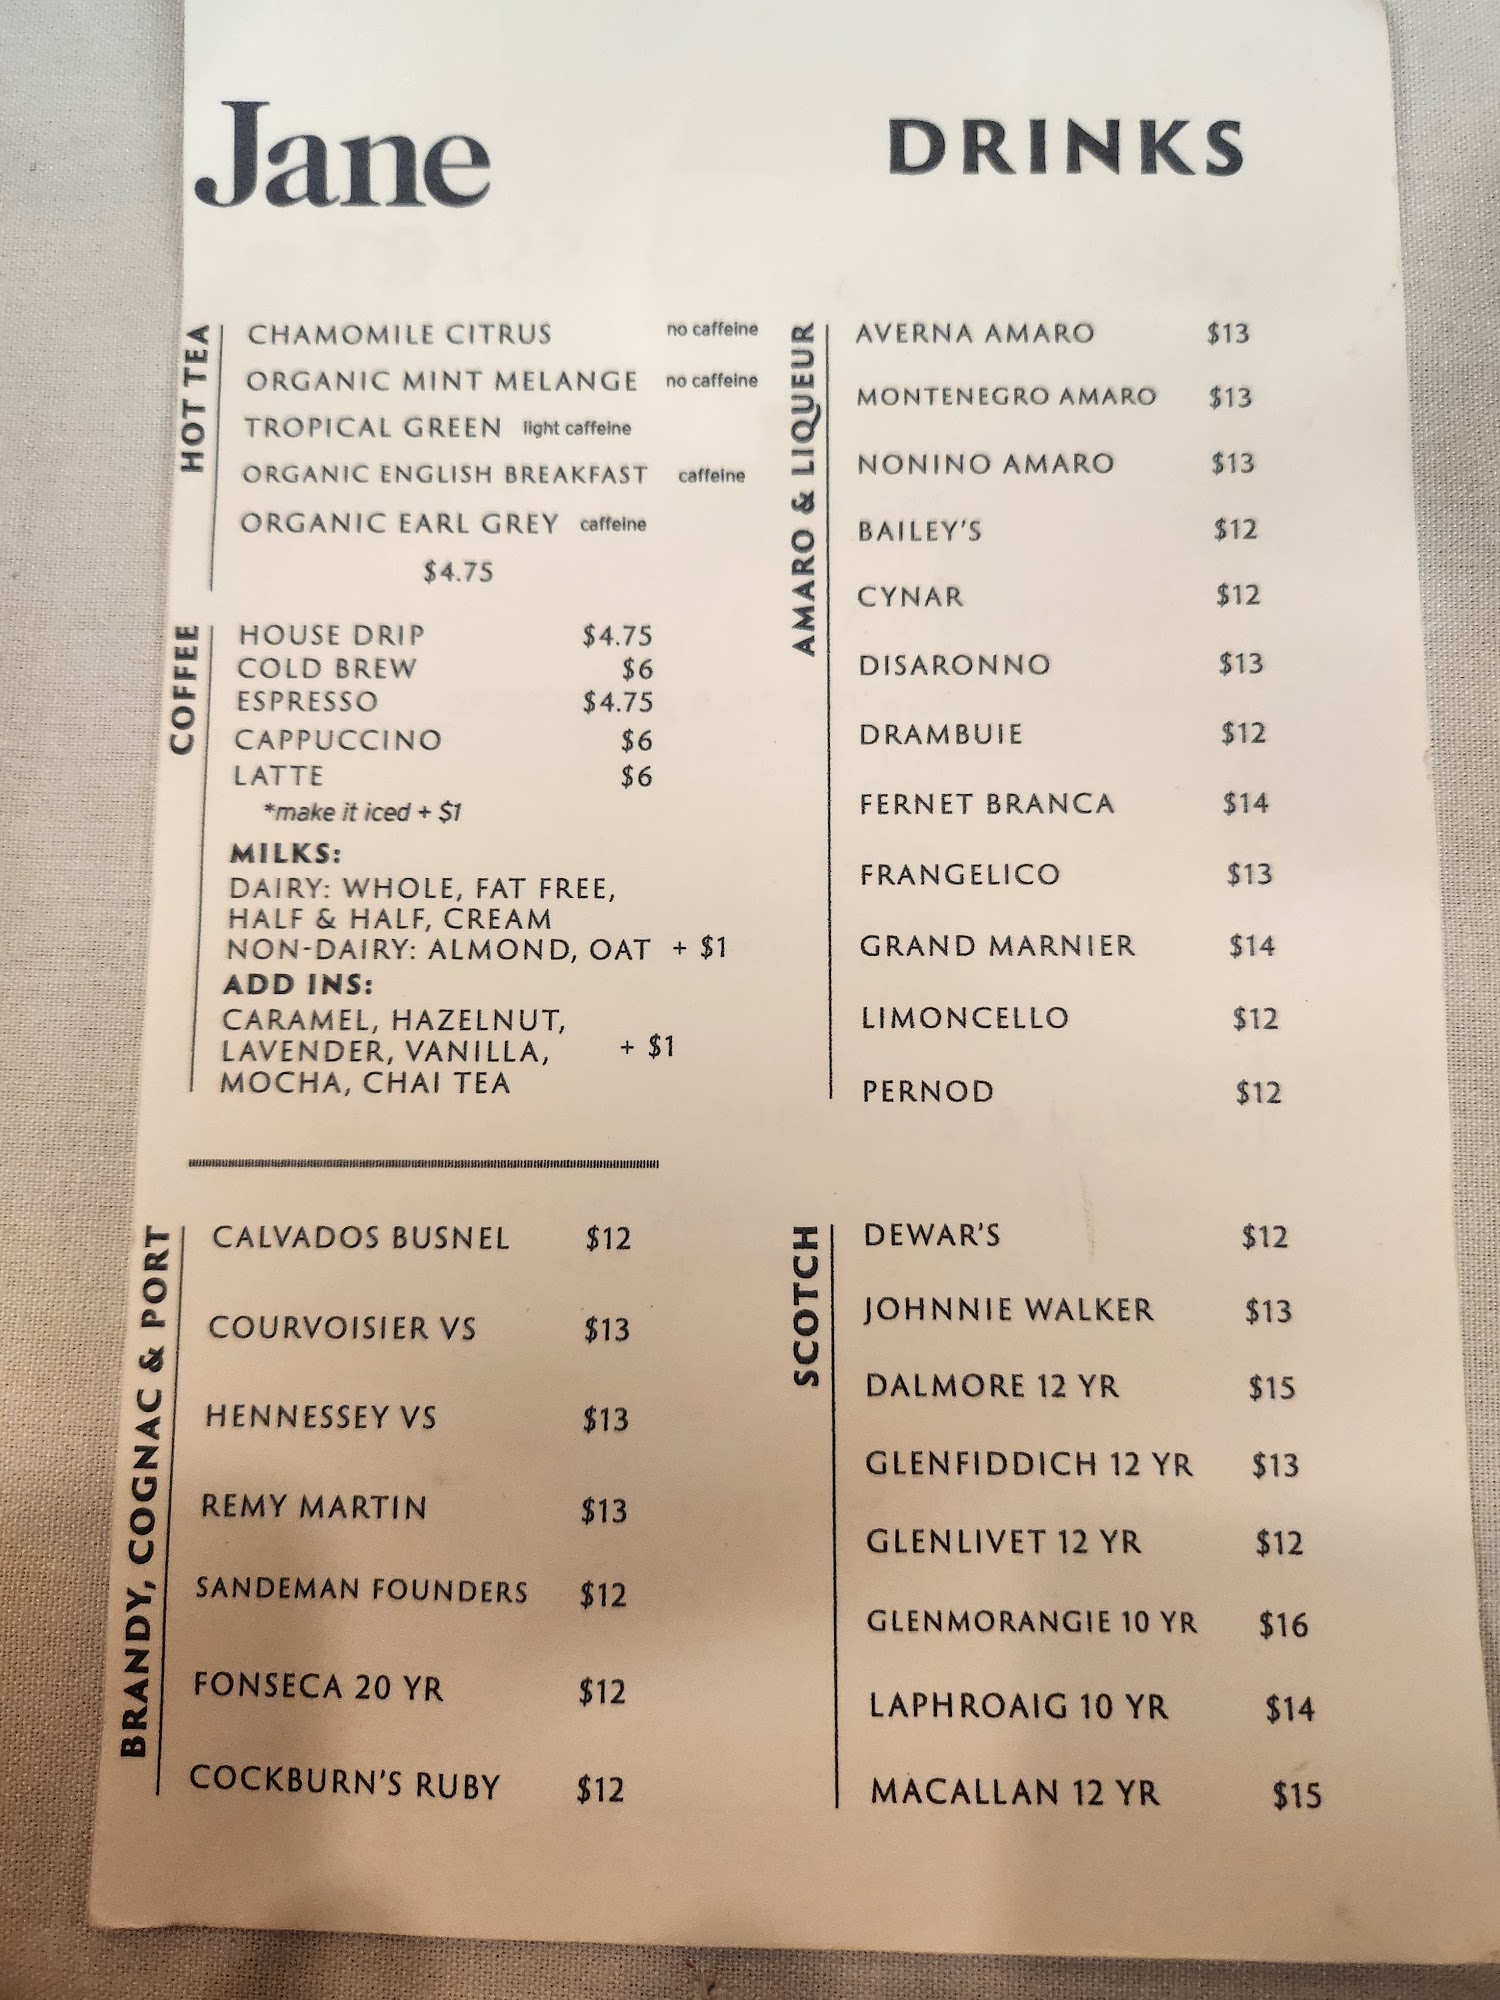 Jane
DRINKS
HOT TEA
CHAMOMILE CITRUS no caffeine
ORGANIC MINT MELANGE no caffeine
TROPICAL GREEN light caffeine
ORGANIC ENGLISH BREAKFAST caffeine
ORGANIC EARL GREY caffeine
$4.75
COFFEE
HOUSE DRIP $4.75
COLD BREW $6
ESPRESSO $4.75
CAPPUCCINO $6
LATTE $6
*make it iced + $1
MILKS:
DAIRY: WHOLE, FAT FREE,
HALF & HALF, CREAM
NON-DAIRY: ALMOND, OAT + $1
ADD INS:
CARAMEL, HAZELNUT,
LAVENDER, VANILLA, + $1
MOCHA, CHAI TEA
AMARO & LIQUEUR
AVERNA AMARO $13
MONTENEGRO AMARO $13
NONINO AMARO $13
BAILEY'S $12
CYNAR $12
DISARONNO $13
DRAMBUIE $12
FERNET BRANCA $14
FRANGELICO $13
GRAND MARNIER $14
LIMONCELLO $12
PERNOD $12
BRANDY, COGNAC & PORT
CALVADOS BUSNEL $12
COURVOISIER VS $13
HENNESSEY VS $13
REMY MARTIN $13
SANDEMAN FOUNDERS $12
FONSECA 20 YR $12
COCKBURN'S RUBY $12
SCOTCH
DEWAR'S $12
JOHNNIE WALKER $13
DALMORE 12 YR $15
GLENFIDDICH 12 YR $13
GLENLIVET 12 YR $12
GLENMORANGIE 10 YR $16
LAPHROAIG 10 YR $14
MACALLAN 12 YR $15